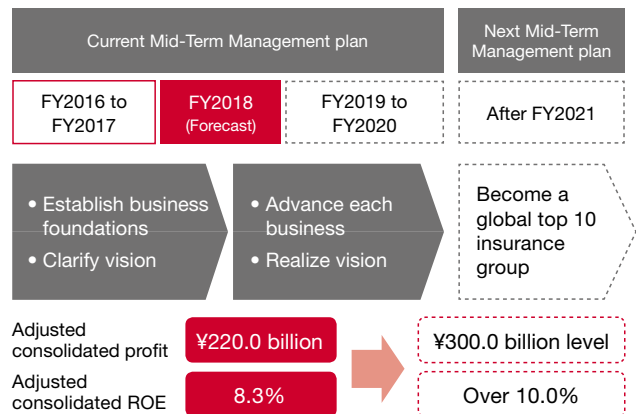 Current Mid-Term Management plan
Next Mid-Term
Management plan
FY2016 to
FY2017
FY2018
(Forecast)
FY2019 to
FY2020
After FY2021
• Establish business
foundations
• Clarify vision
• Advance each
business
• Realize vision
Become a
global top 10
insurance
group
Adjusted
consolidated profit
¥220.0 billion
¥300.0 billion level
Adjusted
consolidated ROE
8.3%
Over 10.0%